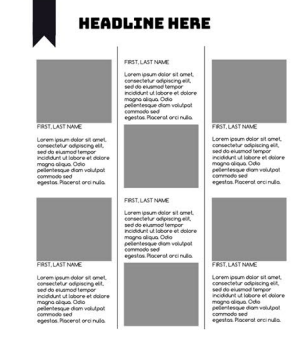 HEADLINE HERE
FIRST, LAST NAME
Lorem ipsum dolor sit amet,
consectetur adipiscing elit,
sed do eiusmod tempor
incididunt ut labore et dolore
magna aliqua. Odio
pellentesque diam volutpat
commodo sed
egestas. Placerat orci nulla.
FIRST, LAST NAME
Lorem ipsum dolor sit amet,
consectetur adipiscing elit,
sed do eiusmod tempor
incididunt ut labore et dolore
magna aliqua. Odio
pellentesque diam volutpat
commodo sed
egestas. Placerat orci nulla.
FIRST, LAST NAME
Lorem ipsum dolor sit amet,
consectetur adipiscing elit,
sed do eiusmod tempor
incididunt ut labore et dolore
magna aliqua. Odio
pellentesque diam volutpat
commodo sed
egestas. Placerat orci nulla.
FIRST, LAST NAME
Lorem ipsum dolor sit amet,
consectetur adipiscing elit,
sed do eiusmod tempor
incididunt ut labore et dolore
magna aliqua. Odio
pellentesque diam volutpat
commodo sed
egestas. Placerat orci nulla.
FIRST, LAST NAME
Lorem ipsum dolor sit amet,
consectetur adipiscing elit,
sed do eiusmod tempor
incididunt ut labore et dolore
magna aliqua. Odio
pellentesque diam volutpat
commodo sed
egestas. Placerat orci nulla.
FIRST, LAST NAME
Lorem ipsum dolor sit amet,
consectetur adipiscing elit,
sed do eiusmod tempor
incididunt ut labore et dolore
magna aliqua. Odio
pellentesque diam volutpat
commodo sed
egestas. Placerat orci nulla.